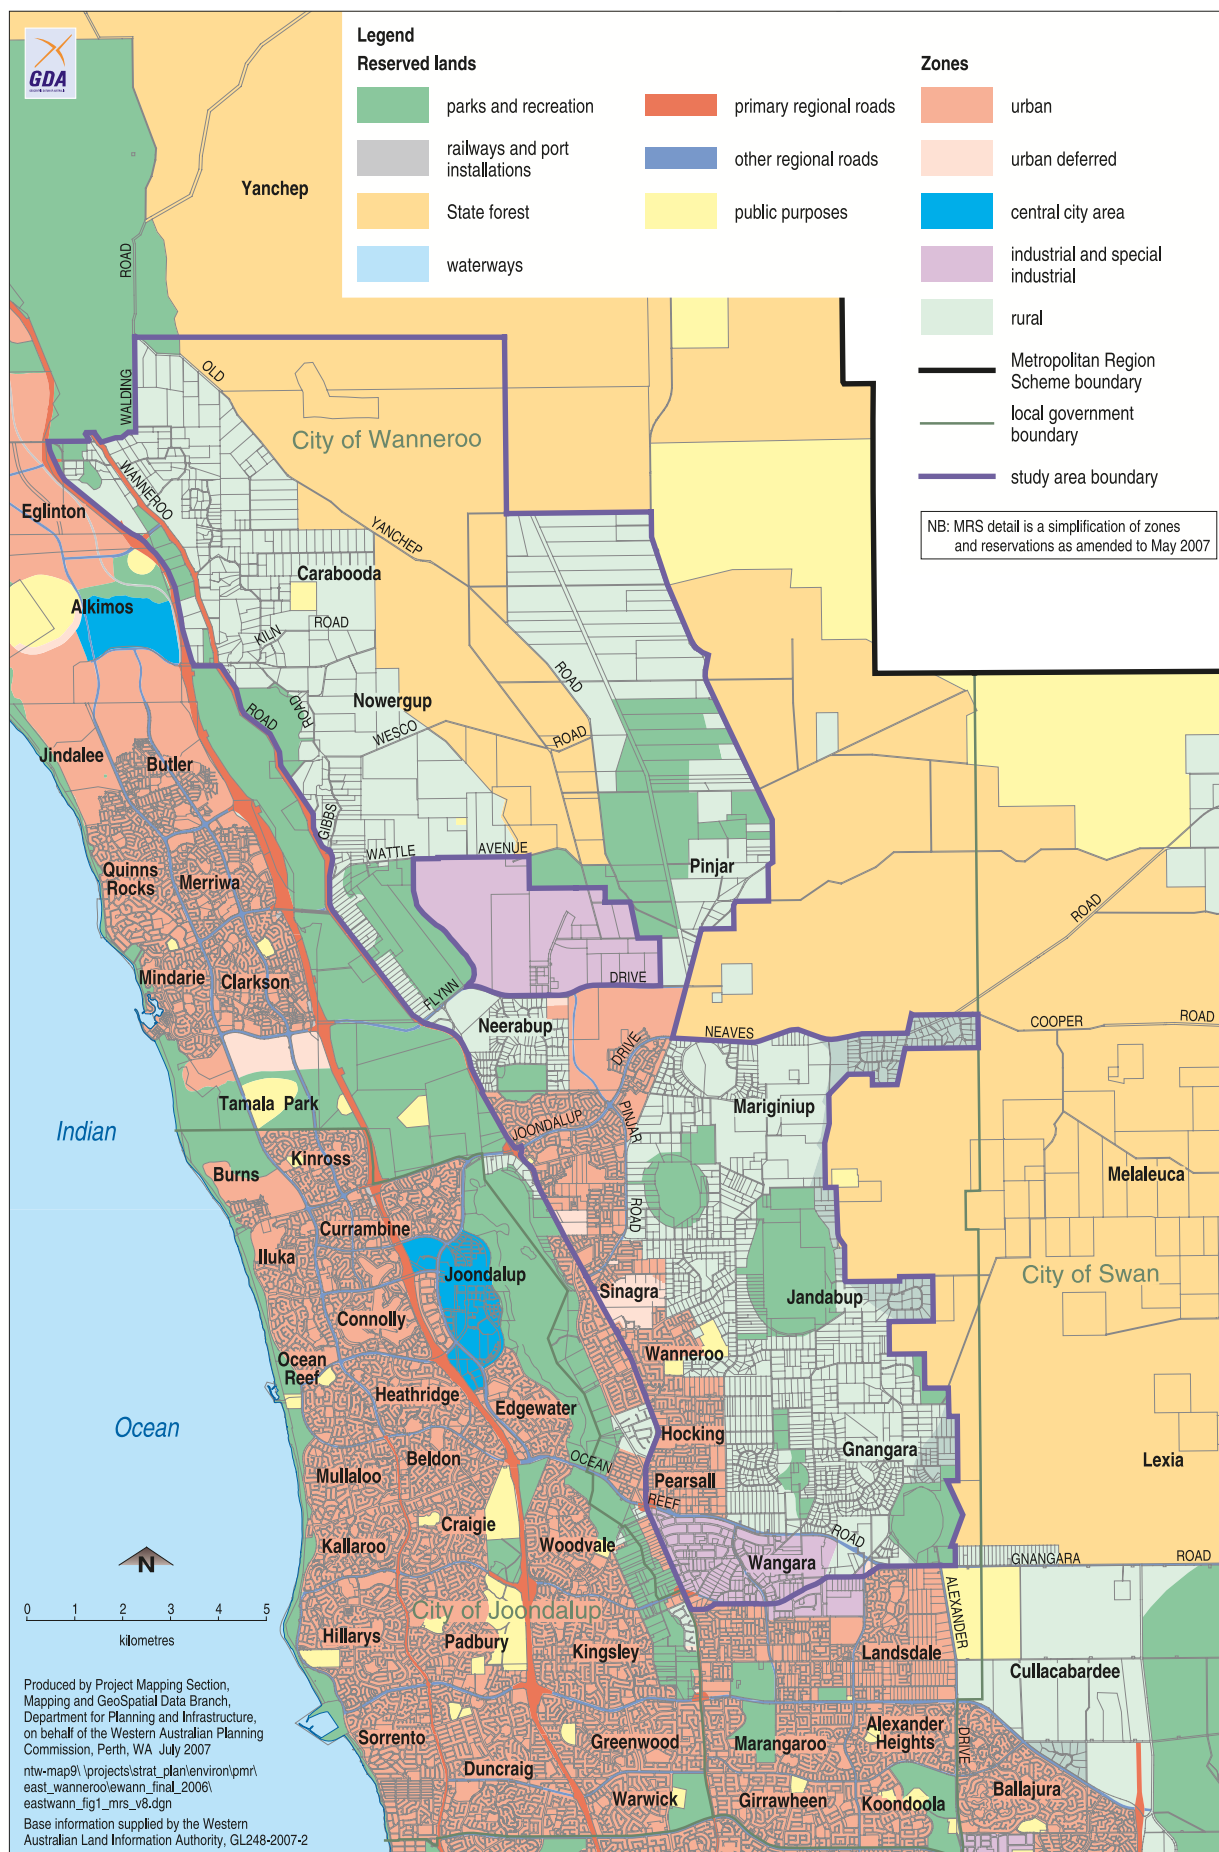 GDA
Legend
Reserved lands
parks and recreation
railways and port
installations
State forest
waterways
primary regional roads
other regional roads
public purposes
Zones
urban
urban deferred
central city area
industrial and special
industrial
rural
Metropolitan Region
Scheme boundary
local government
boundary
study area boundary
NB: MRS detail is a simplification of zones
and reservations as amended to May 2007
Yanchep
ROAD
WALDING
OLD
City of Wanneroo
WANNEROO
YANCHEP
Eglinton
Carabooda
Alkimos
KILN
ROAD
ROAD
Nowergup
ROAD
ROAD
WESCO
ROAD
Jindalee
Butler
GIBBS
WATTLE
AVENUE
Pinjar
Quinns
Rocks
Merriwa
ROAD
Mindarie
Clarkson
FLYNN
DRIVE
Neerabup
DRIVE
NEAVES
COOPER
ROAD
Tamala Park
JOONDALUP
PINJAR
Mariginiup
Indian
Kinross
Burns
Melaleuca
Currambine
ROAD
Iluka
Joondalup
Sinagra
Jandabup
City of Swan
Connolly
Wanneroo
Ocean
Reef
Heathridge
Edgewater
Ocean
Hocking
Gnangara
Beldon
OCEAN
Lexia
Mullaloo
Pearsall
REEF
Craigie
Kallaroo
Woodvale
ROAD
Wangara
GNANGARA
ROAD
N
0 1 2 3 4 5
kilometres
City of Joondalup
ALEXANDER
Hillarys
Padbury
Kingsley
Landsdale
Cullacabardee
Produced by Project Mapping Section,
Mapping and GeoSpatial Data Branch,
Department for Planning and Infrastructure,
on behalf of the Western Australian Planning
Commission, Perth, WA July 2007
ntw-map9\ \projects\strat_plan\environ\pmr\
east_wanneroo\ewann_final_2006\
eastwann_fig1_mrs_v8.dgn
Base information supplied by the Western
Australian Land Information Authority, GL248-2007-2
Sorrento
Greenwood
Marangaroo
Alexander
Heights
DRIVE
Duncraig
Warwick
Girrawheen
Koondoola
Ballajura